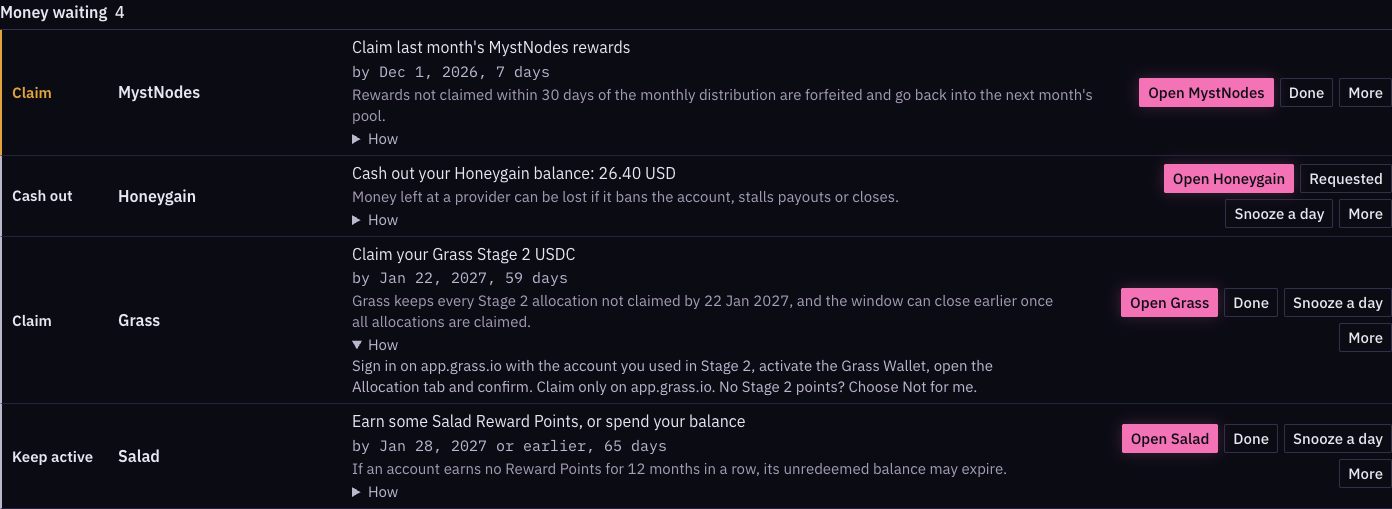 Money waiting 4
Claim
MystNodes
Claim last month's MystNodes rewards
by Dec 1, 2026, 7 days
Rewards not claimed within 30 days of the monthly distribution are forfeited and go back into the next month's
pool.
▶ How
Open MystNodes
Done
More
Cash out
Honeygain
Cash out your Honeygain balance: 26.40 USD
Money left at a provider can be lost if it bans the account, stalls payouts or closes.
▶ How
Open Honeygain
Requested
Snooze a day
More
Claim
Grass
Claim your Grass Stage 2 USDC
by Jan 22, 2027, 59 days
Grass keeps every Stage 2 allocation not claimed by 22 Jan 2027, and the window can close earlier once
all allocations are claimed.
▼ How
Sign in on app.grass.io with the account you used in Stage 2, activate the Grass Wallet, open the
Allocation tab and confirm. Claim only on app.grass.io. No Stage 2 points? Choose Not for me.
Open Grass
Done
Snooze a day
More
Keep active
Salad
Earn some Salad Reward Points, or spend your balance
by Jan 28, 2027 or earlier, 65 days
If an account earns no Reward Points for 12 months in a row, its unredeemed balance may expire.
▶ How
Open Salad
Done
Snooze a day
More